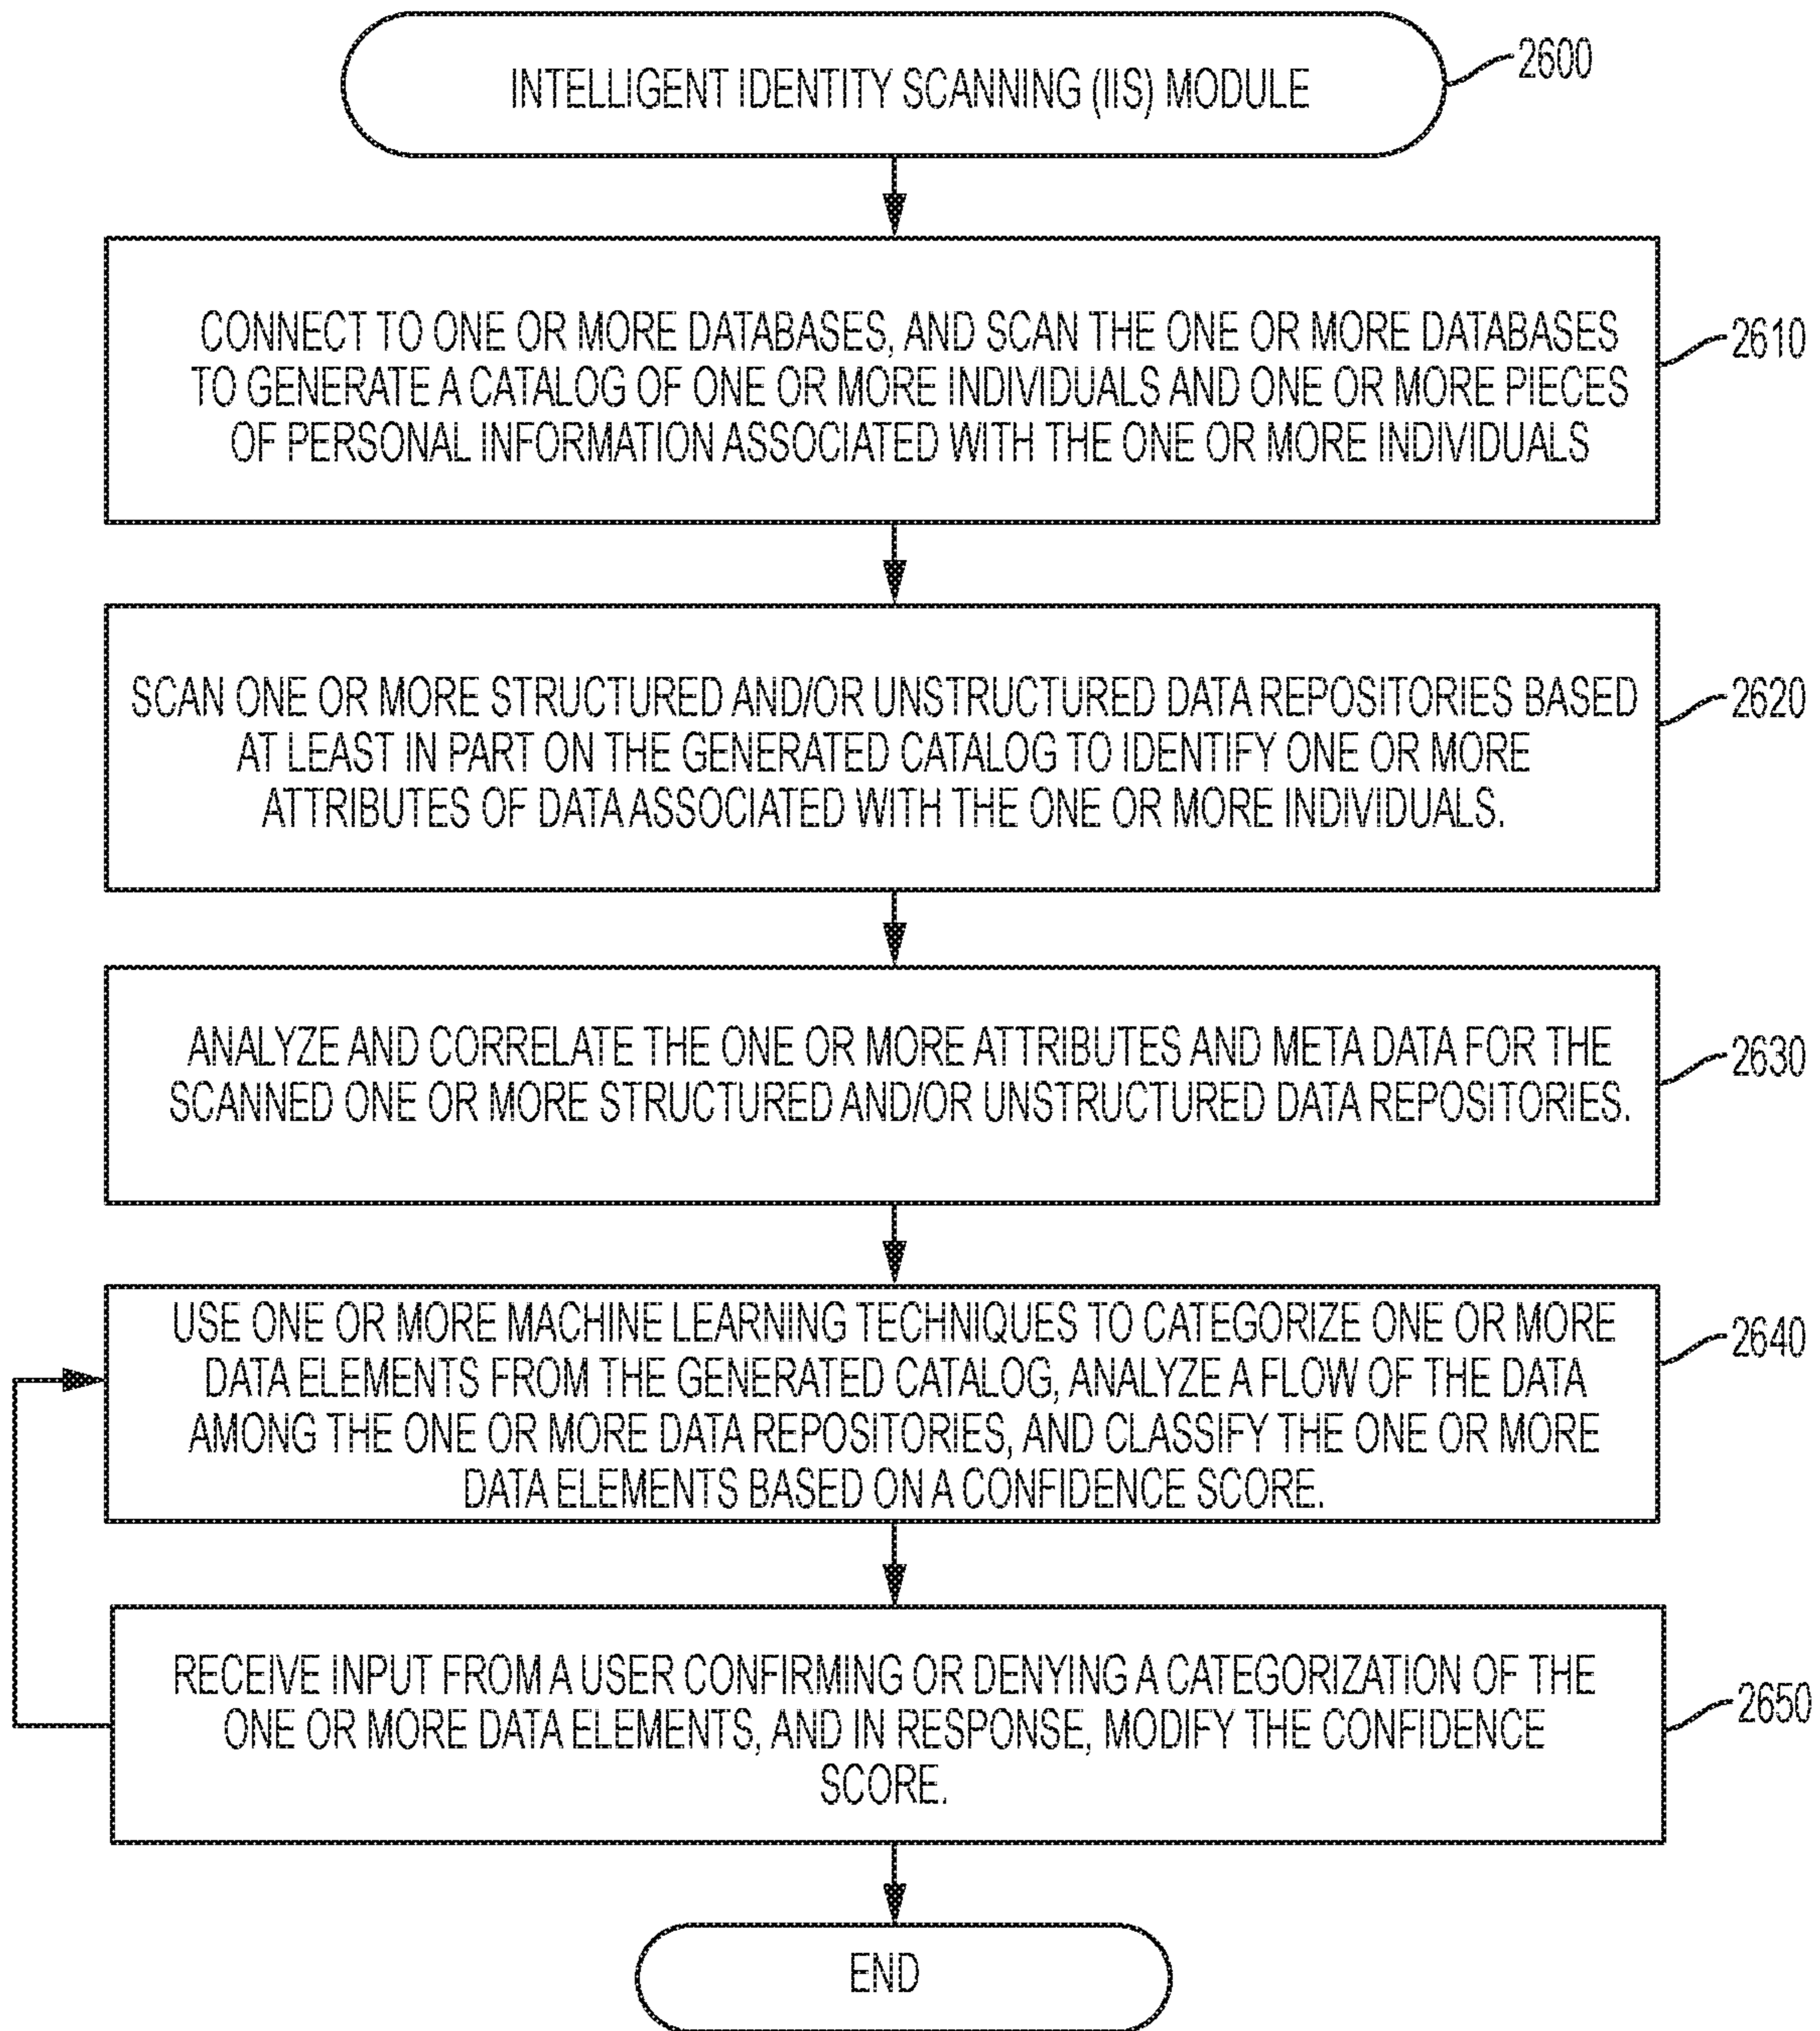 INTELLIGENT IDENTITY SCANNING (IIS) MODULE
2600
CONNECT TO ONE OR MORE DATABASES, AND SCAN THE ONE OR MORE DATABASES
TO GENERATE A CATALOG OF ONE OR MORE INDIVIDUALS AND ONE OR MORE PIECES
OF PERSONAL INFORMATION ASSOCIATED WITH THE ONE OR MORE INDIVIDUALS
2610
SCAN ONE OR MORE STRUCTURED AND/OR UNSTRUCTURED DATA REPOSITORIES BASED
AT LEAST IN PART ON THE GENERATED CATALOG TO IDENTIFY ONE OR MORE
ATTRIBUTES OF DATA ASSOCIATED WITH THE ONE OR MORE INDIVIDUALS.
2620
ANALYZE AND CORRELATE THE ONE OR MORE ATTRIBUTES AND META DATA FOR THE
SCANNED ONE OR MORE STRUCTURED AND/OR UNSTRUCTURED DATA REPOSITORIES.
2630
USE ONE OR MORE MACHINE LEARNING TECHNIQUES TO CATEGORIZE ONE OR MORE
DATA ELEMENTS FROM THE GENERATED CATALOG, ANALYZE A FLOW OF THE DATA
AMONG THE ONE OR MORE DATA REPOSITORIES, AND CLASSIFY THE ONE OR MORE
DATA ELEMENTS BASED ON A CONFIDENCE SCORE.
2640
RECEIVE INPUT FROM A USER CONFIRMING OR DENYING A CATEGORIZATION OF THE
ONE OR MORE DATA ELEMENTS, AND IN RESPONSE, MODIFY THE CONFIDENCE
SCORE.
2650
END